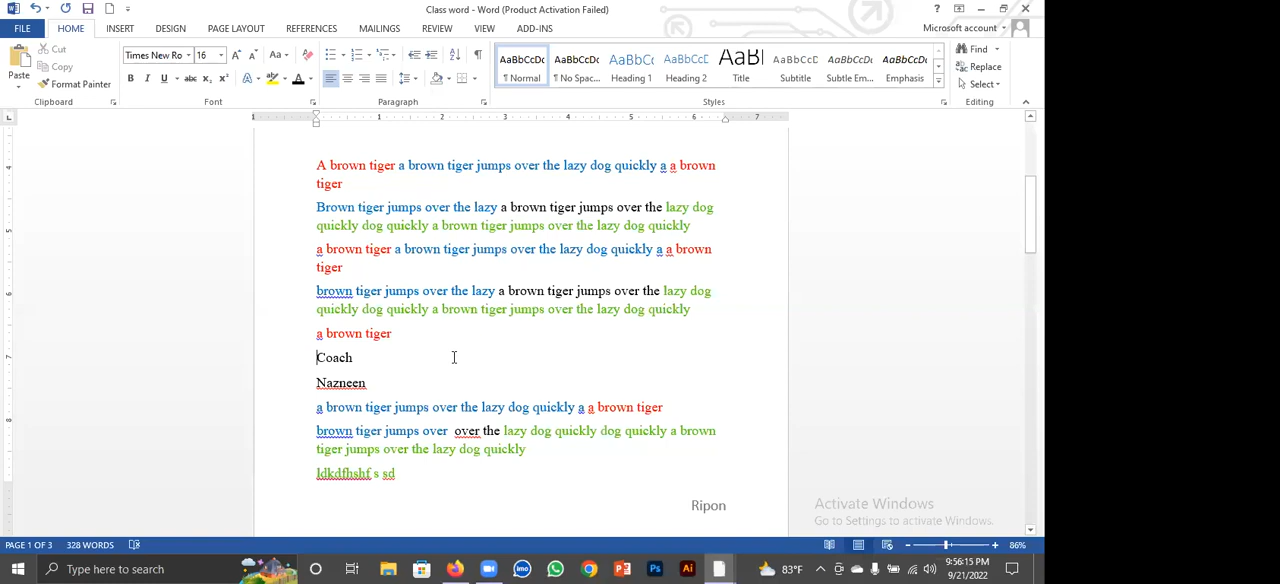 Class word - Word (Product Activation Failed)
FILE HOME INSERT DESIGN PAGE LAYOUT REFERENCES MAILINGS REVIEW VIEW ADD-INS Microsoft account
Paste
Cut
Copy
Format Painter
Times New Ro 16
AaBbCcDc AaBbCcDc AaBbCc AaBbCcC AaBl AaBbCcD AaBbCcDc AaBbCcDc
¶ Normal ¶ No Spac... Heading 1 Heading 2 Title Subtitle Subtle Em... Emphasis
Find
Replace
Select
Clipboard Font Paragraph Styles Editing
1 1 2 3 4 5 6 7
A brown tiger a brown tiger jumps over the lazy dog quickly a a brown
tiger
Brown tiger jumps over the lazy a brown tiger jumps over the lazy dog
quickly dog quickly a brown tiger jumps over the lazy dog quickly
a brown tiger a brown tiger jumps over the lazy dog quickly a a brown
tiger
brown tiger jumps over the lazy a brown tiger jumps over the lazy dog
quickly dog quickly a brown tiger jumps over the lazy dog quickly
a brown tiger
Coach
Nazneen
a brown tiger jumps over the lazy dog quickly a a brown tiger
brown tiger jumps over over the lazy dog quickly dog quickly a brown
tiger jumps over the lazy dog quickly
ldkdfhshf s sd
Ripon
Activate Windows
Go to Settings to activate Windows.
PAGE 1 OF 3 328 WORDS 86%
Type here to search
83°F
9:56:15 PM
9/21/2022